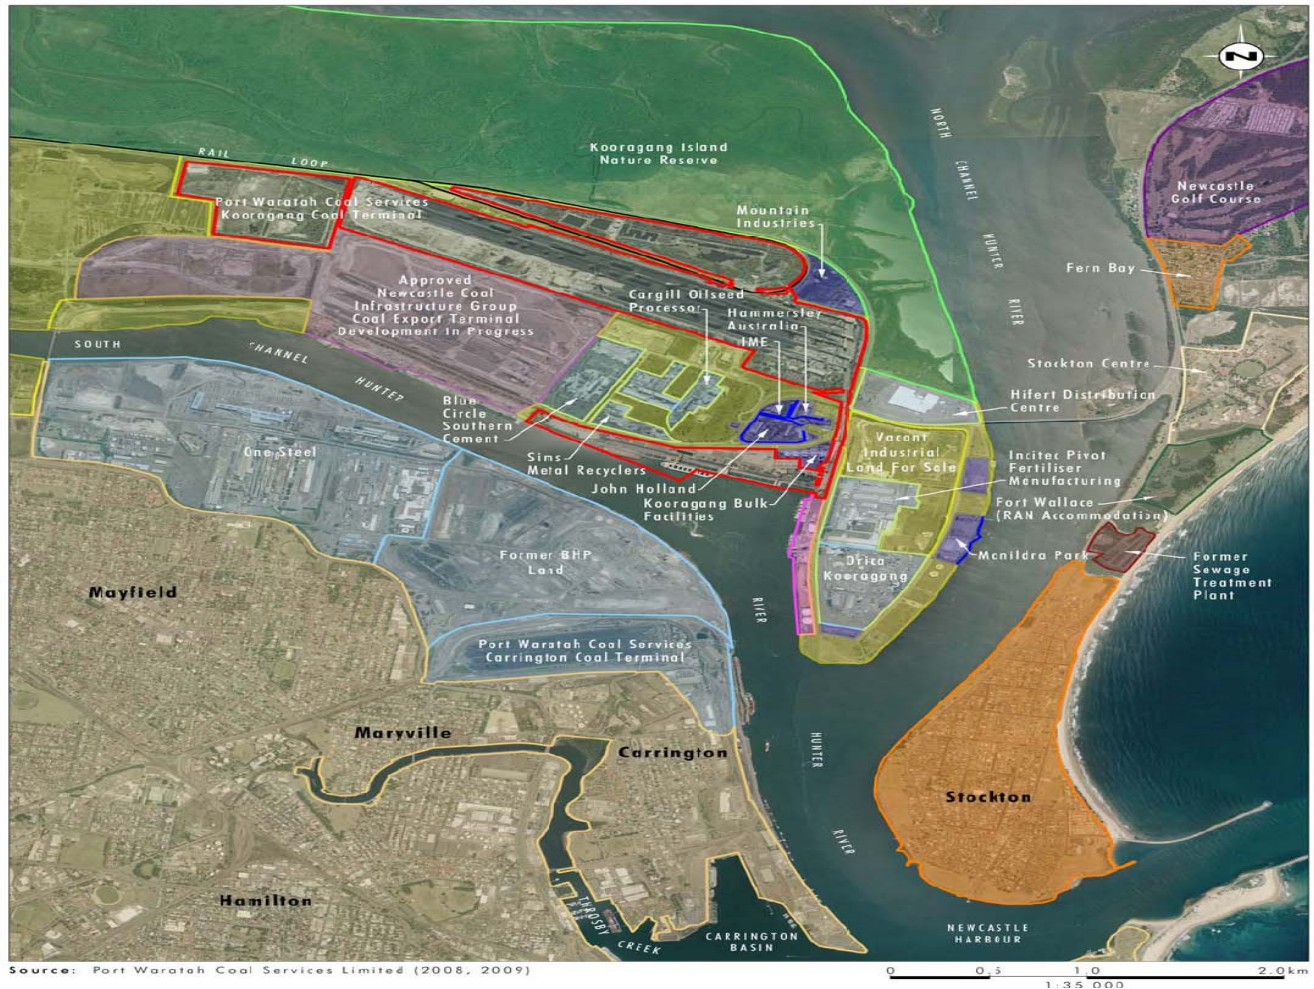 N
NORTH
CHANNEL
HUNTER
RIVER
RAIL LOOP
Kooragang Island
Nature Reserve
Newcastle
Golf Course
Port Waratah Coal Services
Kooragang Coal Terminal
Mountain
Industries
Fern Bay
Approved
Newcastle Coal
Infrastructure Group
Coal Export Terminal
Development In Progress
Cargill Oilseed
Processor
Hammersley
Australia
IME
SOUTH
CHANNEL
HUNTER
RIVER
Stockton Centre
Hifert Distribution
Centre
Blue
Circle
Southern
Cement
Vacant
Industrial
Land For Sale
One Steel
Sins
Metal Recyclers
John Holland
Kooragang Bulk
Facilities
Incitec Pivot
Fertiliser
Manufacturing
Fort Wallace
(RAN Accommodation)
Former BHP
Land
Orica
Kooragang
Mcnildra Park
Former
Sewage
Treatment
Plant
Mayfield
Port Waratah Coal Services
Carrington Coal Terminal
Maryville
Carrington
HUNTER
RIVER
Stockton
Hamilton
THROSBY
CREEK
CARRINGTON
BASIN
NEWCASTLE
HARBOUR
Source: Port Waratah Coal Services Limited (2008, 2009)
0 0.5 1.0 2.0km
1:35 000